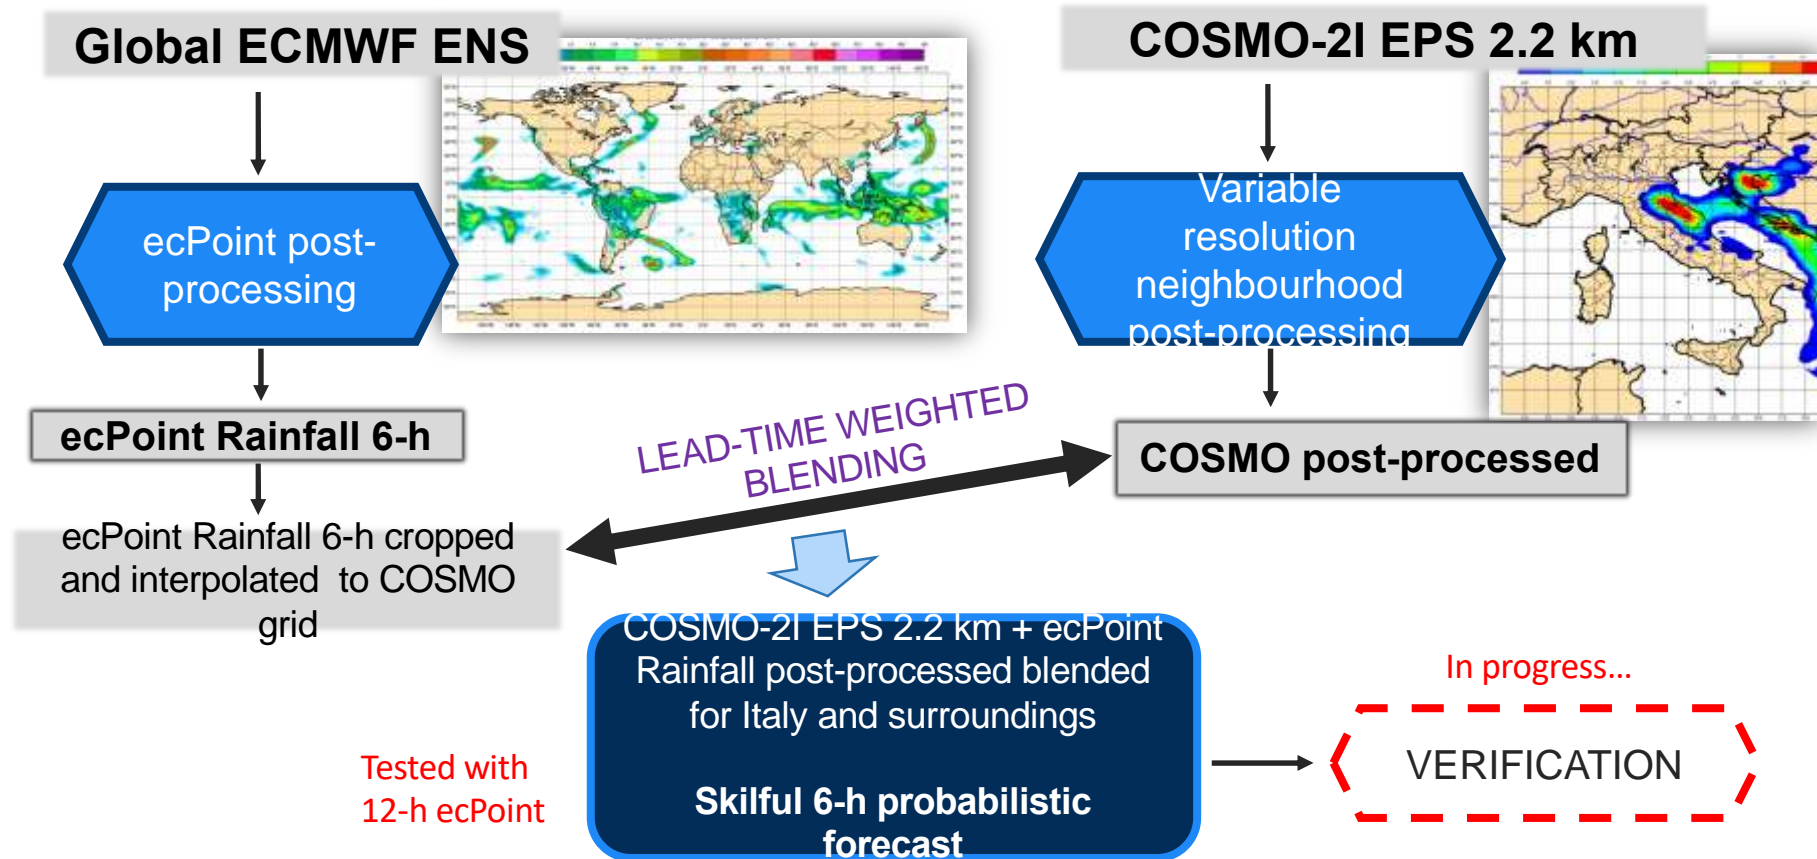 Global ECMWF ENS
COSMO-2I EPS 2.2 km
ecPoint post-
processing
Variable
resolution
neighbourhood
post-processing
ecPoint Rainfall 6-h
LEAD-TIME WEIGHTED
BLENDING
COSMO post-processed
ecPoint Rainfall 6-h cropped
and interpolated to COSMO
grid
COSMO-2I EPS 2.2 km + ecPoint
Rainfall post-processed blended
for Italy and surroundings
Skilful 6-h probabilistic
forecast
Tested with
12-h ecPoint
In progress...
VERIFICATION